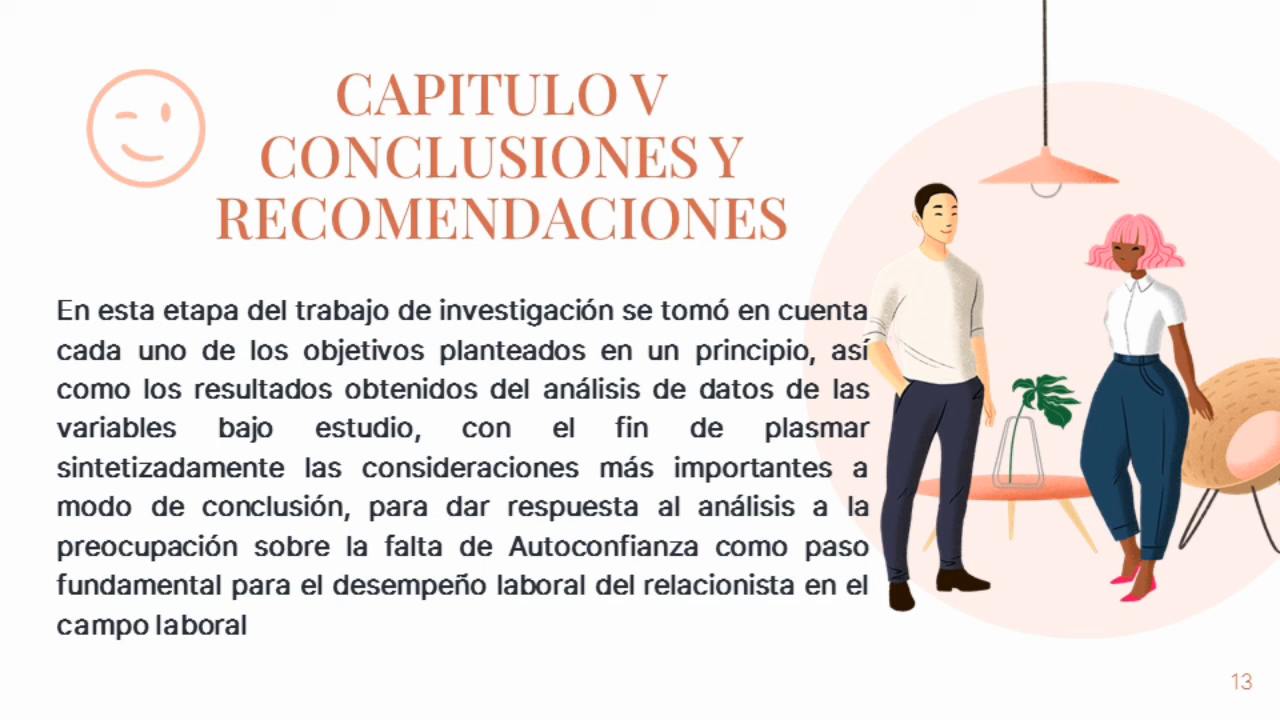 CAPITULO V
CONCLUSIONES Y
RECOMENDACIONES
En esta etapa del trabajo de investigación se tomó en cuenta
cada uno de los objetivos planteados en un principio, así
como los resultados obtenidos del análisis de datos de las
variables bajo estudio, con el fin de plasmar
sintetizadamente las consideraciones más importantes a
modo de conclusión, para dar respuesta al análisis a la
preocupación sobre la falta de Autoconfianza como paso
fundamental para el desempeño laboral del relacionista en el
campo laboral
13